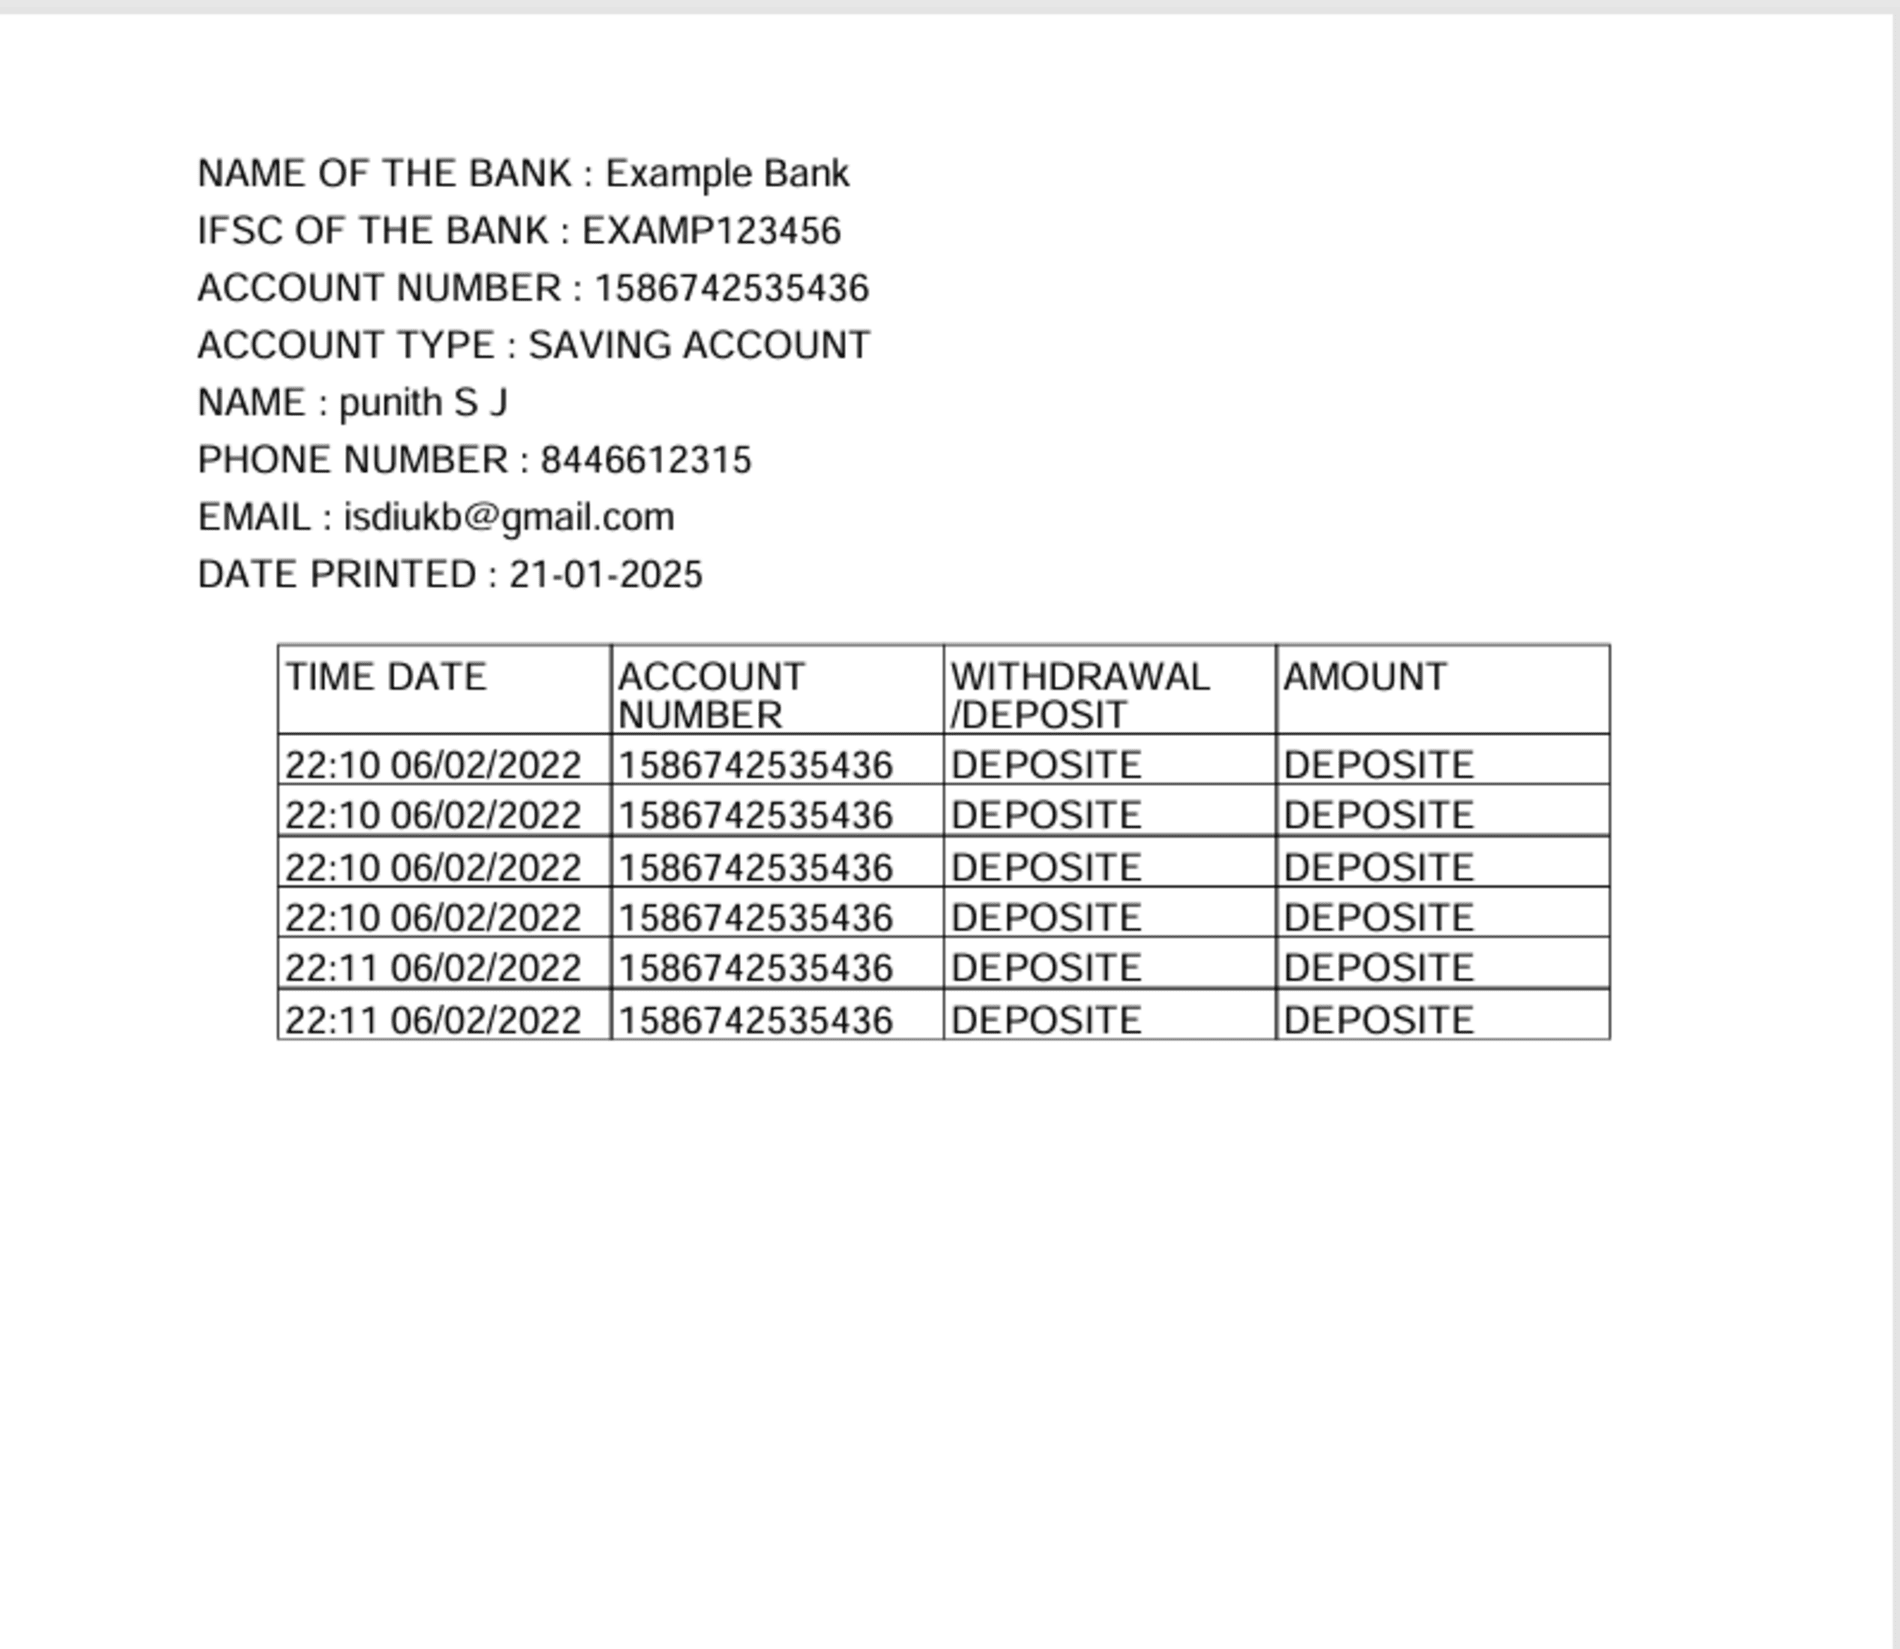 NAME OF THE BANK : Example Bank
IFSC OF THE BANK : EXAMP123456
ACCOUNT NUMBER : 1586742535436
ACCOUNT TYPE : SAVING ACCOUNT
NAME : punith S J
PHONE NUMBER : 8446612315
EMAIL : isdiukb@gmail.com
DATE PRINTED : 21-01-2025
TIME DATE ACCOUNT NUMBER WITHDRAWAL /DEPOSIT AMOUNT
22:10 06/02/2022 1586742535436 DEPOSITE DEPOSITE
22:10 06/02/2022 1586742535436 DEPOSITE DEPOSITE
22:10 06/02/2022 1586742535436 DEPOSITE DEPOSITE
22:10 06/02/2022 1586742535436 DEPOSITE DEPOSITE
22:11 06/02/2022 1586742535436 DEPOSITE DEPOSITE
22:11 06/02/2022 1586742535436 DEPOSITE DEPOSITE